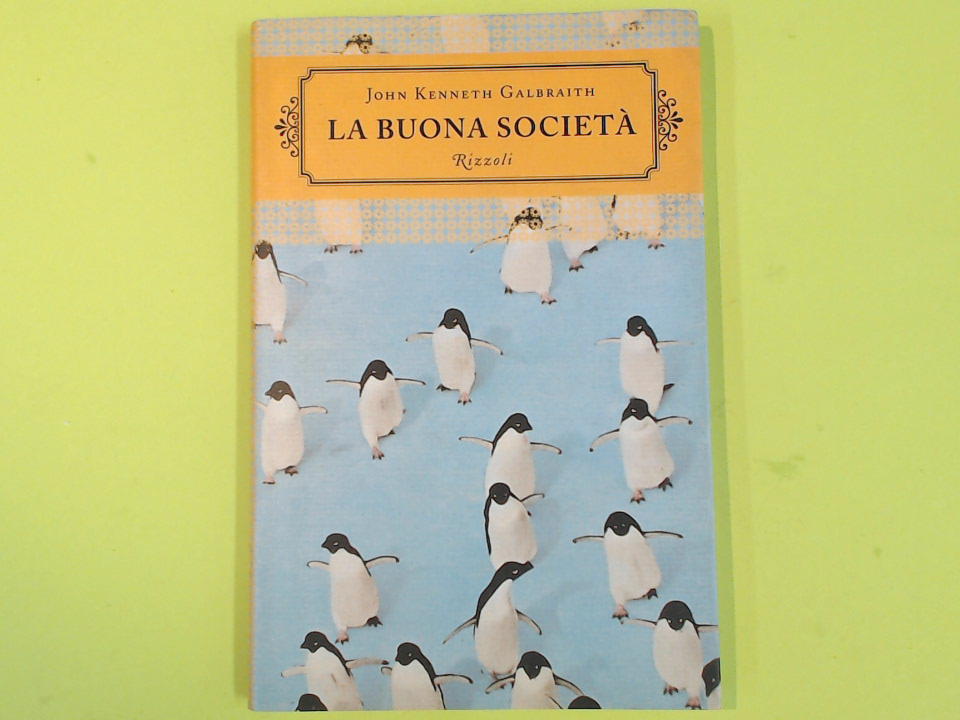 John Kenneth Galbraith
LA BUONA SOCIETÀ
Rizzoli